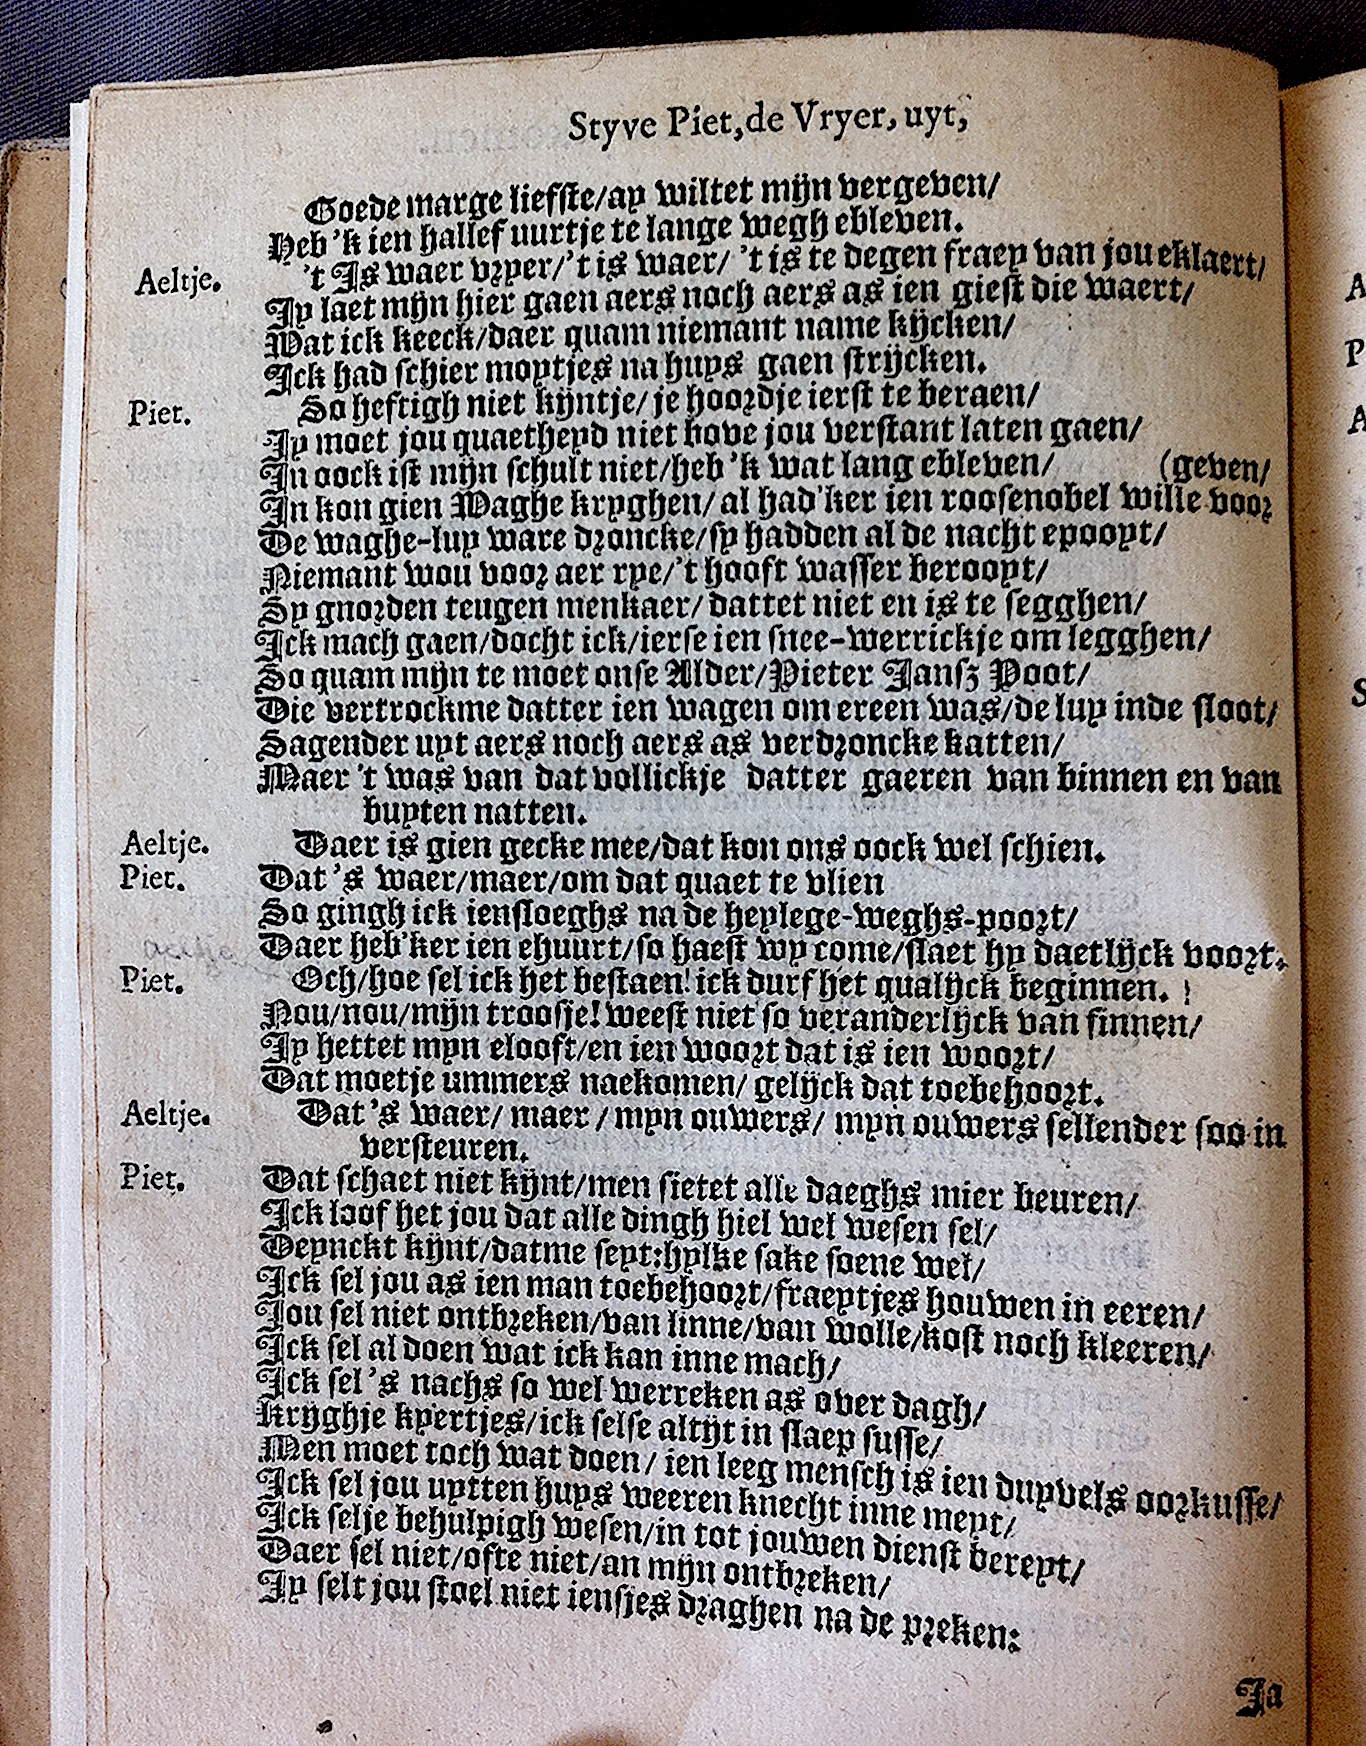 Styve Piet, de Vryer, uyt,
Goede marge liefste/ay wiltet mijn vergeven/
Heb 'k ien hallef uurtje te lange wegh ebleven.
Aeltje. 't Is waer vryer/'t is waer/ 't is te degen fraey van jou eklaert/
Jy laet mijn hier gaen aers noch aers as ien giest die waert/
Wat ick keeck/daer quam niemant name kijcken/
Ick had schier moytjes na huys gaen strijcken.
Piet. So heftigh niet kijntje/je hoordje ierst te beraen/
Jy moet jou quaetheyd niet bove jou verstant laten gaen/
In oock ist mijn schult niet/heb 'k wat lang ebleven/ (geven/
In kon gien Waghe kryghen/ al had'ker ien roosenobel wille voor
De waghe-luy ware droncke/sy hadden al de nacht epooyt/
Niemant wou voor aer rye/'t hooft wasser berooyt/
Sy gnorden teugen menkaer/ dattet niet en is te segghen/
Ick mach gaen/docht ick/ierse ien snee-werrickje om legghen/
So quam mijn te moet onse Alder/Pieter Jansz Poot/
Die vertrockme datter ien wagen om ereen was/de luy inde sloot/
Sagender uyt aers noch aers as verdroncke katten/
Maer 't was van dat vollickje datter gaeren van binnen en van
buyten natten.
Aeltje. Daer is gien gecke mee/dat kon ons oock wel schien.
Piet. Dat 's waer/maer/om dat quaet te vlien
So gingh ick iensloeghs na de heylege-weghs-poort/
Daer heb'ker ien ehuurt/so haest wy come/slaet hy daetlijck voort.
aeltje
Piet. Och/hoe sel ick het bestaen! ick durf het qualijck beginnen.
Nou/nou/mijn troosje! weest niet so veranderlijck van sinnen/
Jy hettet myn elooft/en ien woort dat is ien woort/
Dat moetje ummers naekomen/ gelijck dat toebehoort.
Aeltje. Dat 's waer/ maer / myn ouwers/ myn ouwers sellender soo in
versteuren.
Piet. Dat schaet niet kijnt/men sietet alle daeghs mier beuren/
Ick loof het jou dat alle dingh hiel wel wesen sel/
Deynckt kijnt/datme seyt:hylke sake soene wel/
Ick sel jou as ien man toebehoort/fraeytjes houwen in eeren/
Jou sel niet ontbreken/van linne/van wolle/kost noch kleeren/
Ick sel al doen wat ick kan inne mach/
Ick sel 's nachs so wel werreken as over dagh/
Krijghje kyertjes/ick selse altijt in slaep susse/
Men moet toch wat doen/ ien leeg mensch is ien duyvels oorkusse/
Ick sel jou uytten huys weeren knecht inne meyt/
Ick selje behulpigh wesen/in tot jouwen dienst bereyt/
Daer sel niet/ofte niet/an mijn ontbreken/
Jy selt jou stoel niet iensjes draghen na de preken:
Ja
A
P
A
S